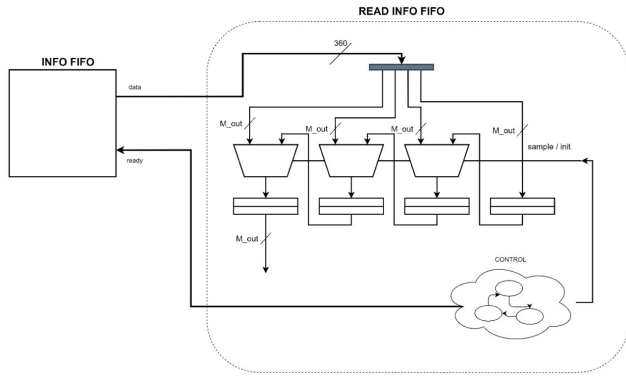 READ INFO FIFO
INFO FIFO
360
data
M_out
M_out
M_out
M_out
sample / init
ready
M_out
CONTROL